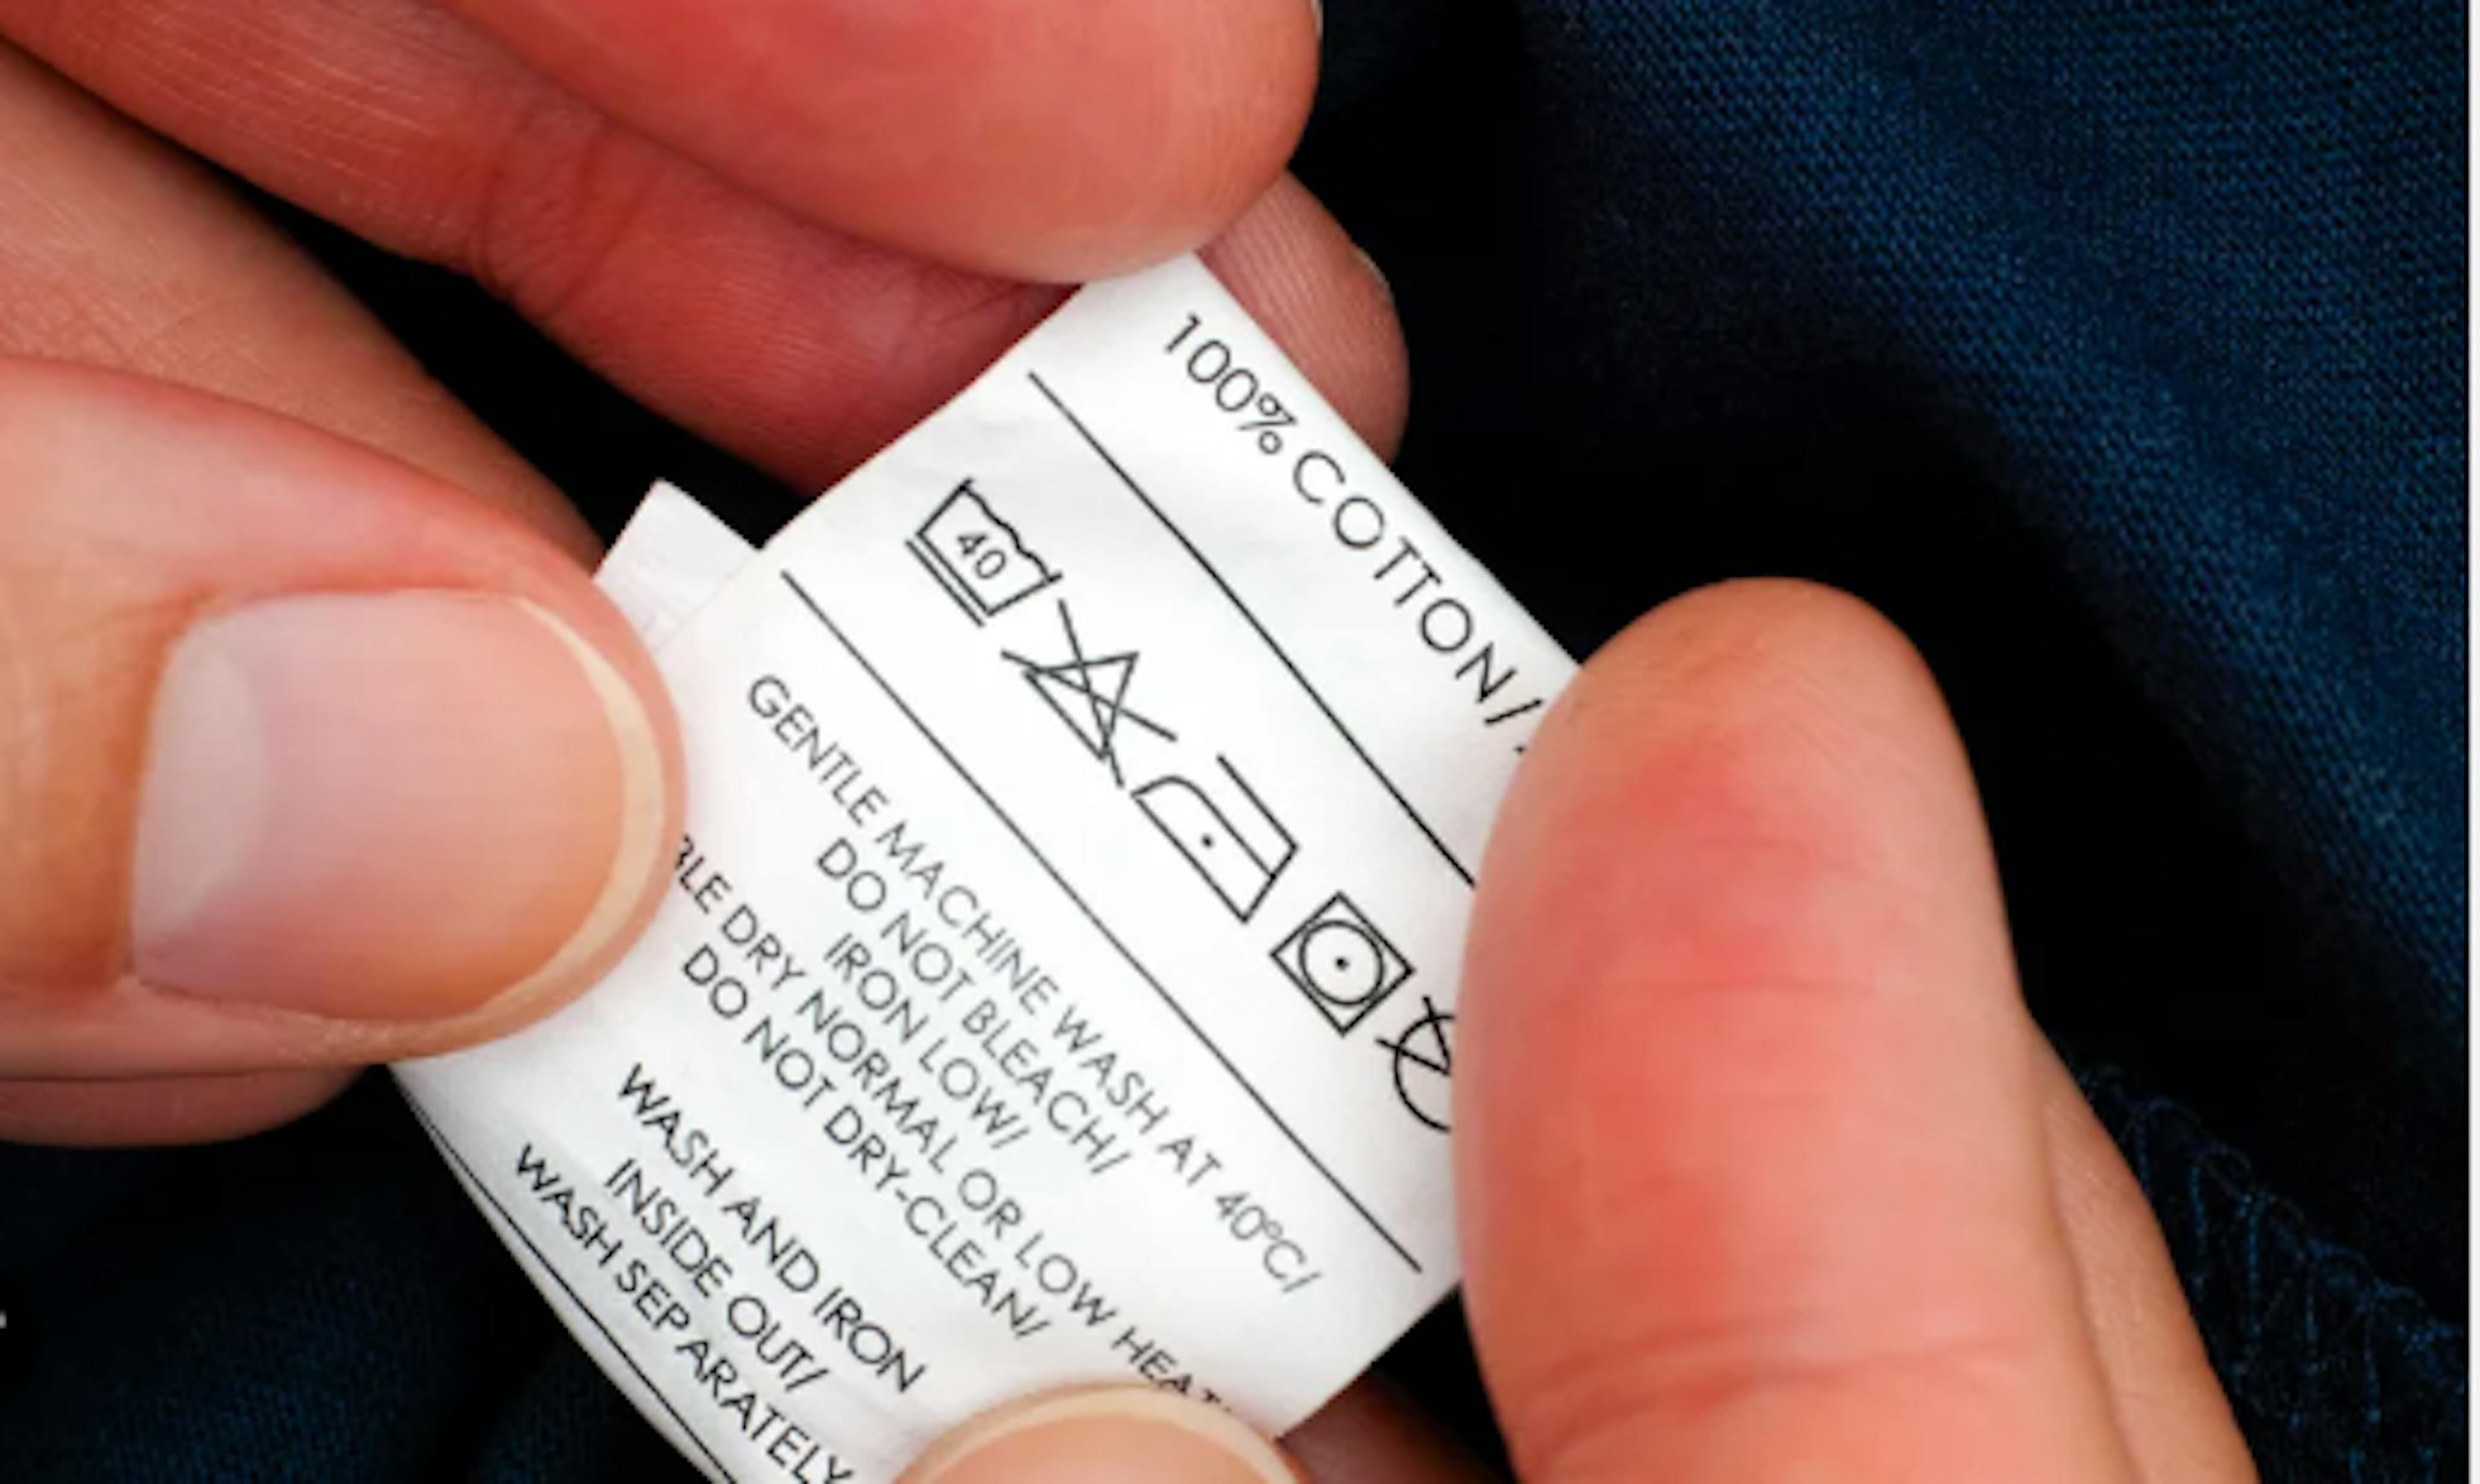 100% COTTON/
40
GENTLE MACHINE WASH AT 40°C/
DO NOT BLEACH/
IRON LOW/
DRY NORMAL OR LOW HEAT
DO NOT DRY-CLEAN/
WASH AND IRON
INSIDE OUT/
WASH SEPARATELY